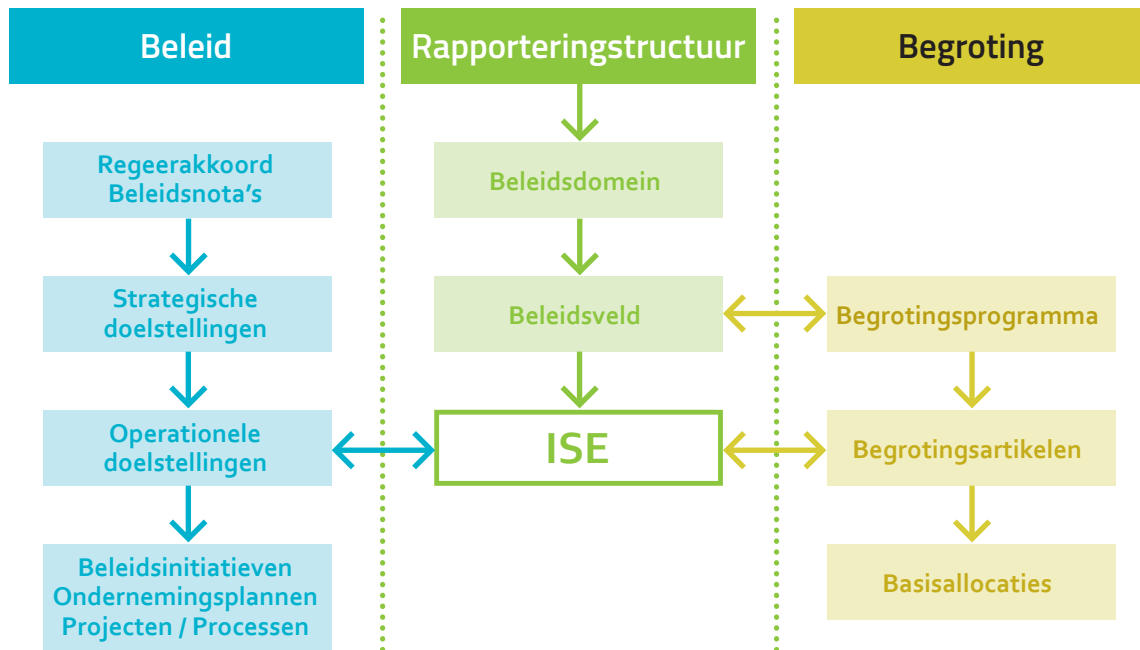 Beleid
Rapporteringstructuur
Begroting
Regeerakkoord
Beleidsnota's
Beleidsdomein
Strategische
doelstellingen
Beleidsveld
Begrotingsprogramma
Operationele
doelstellingen
ISE
Begrotingsartikelen
Beleidsinitiatieven
Ondernemingsplannen
Projecten / Processen
Basisallocaties